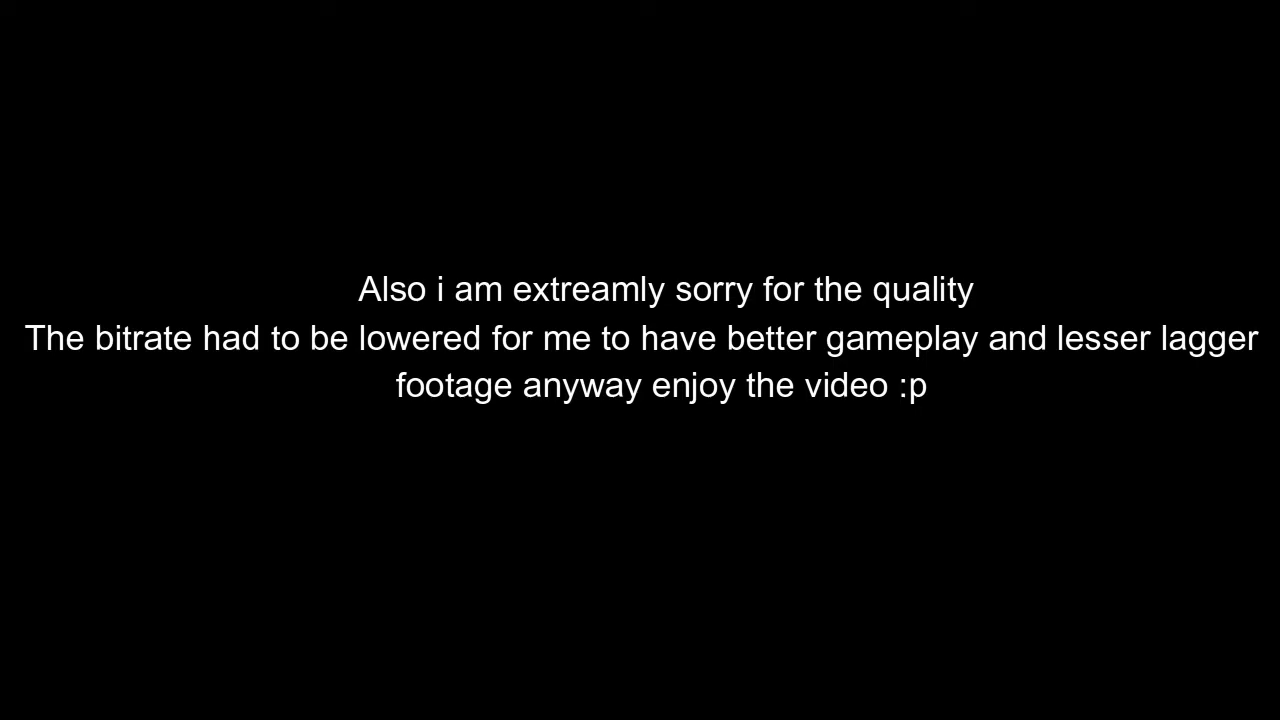 Also i am extreamly sorry for the quality
The bitrate had to be lowered for me to have better gameplay and lesser lagger
footage anyway enjoy the video :p